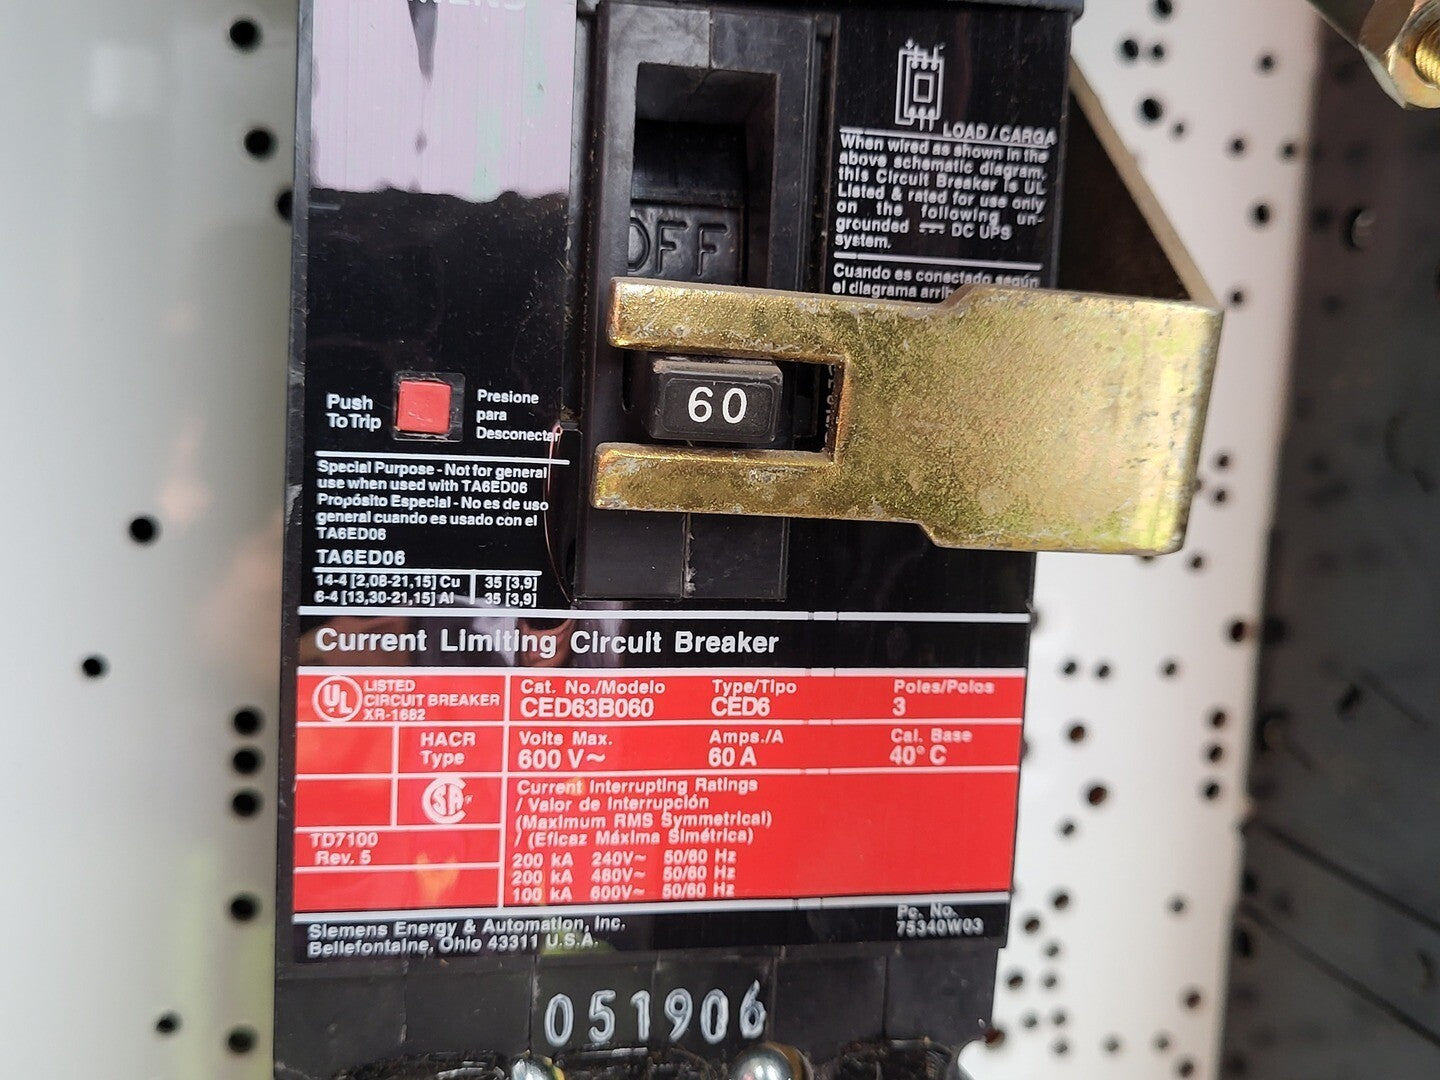 OFF
60
LOAD / CARGA
When wired as shown in the
above schematic diagram,
this Circuit Breaker is UL
Listed & rated for use only
on the following un-
grounded DC UPS
system.
Cuando es conectado según
el diagrama arrib
Push
To Trip
Presione
para
Desconectar
Special Purpose - Not for general
use when used with TA6ED06
Propósito Especial - No es de uso
general cuando es usado con el
TA6ED06
TA6ED06
14-4 [2,08-21,15] Cu 35 [3,9]
6-4 [13,30-21,15] Al 35 [3,9]
Current Limiting Circuit Breaker
UL LISTED
CIRCUIT BREAKER
XR-1682
Cat. No./Modelo Type/Tipo Poles/Polos
CED63B060 CED6 3
HACR
Type
Volts Max. Amps./A Cal. Base
600 V~ 60 A 40° C
SA
Current Interrupting Ratings
/ Valor de Interrupción
(Maximum RMS Symmetrical)
/ (Eficaz Máxima Simétrica)
200 kA 240V~ 50/60 Hz
200 kA 480V~ 50/60 Hz
100 kA 600V~ 50/60 Hz
TD7100
Rev. 5
Siemens Energy & Automation, Inc.
Bellefontaine, Ohio 43311 U.S.A.
Pc. No.
75340W03
051906